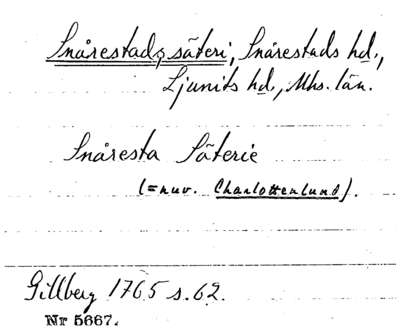 Snårestads säteri, Snårestads hd.,
Ljunits hd., Mhs. län.
Snåresta Säterie
(= nuv. Charlottenlund).
Gillberg 1765 s. 62.
Nr 5667.